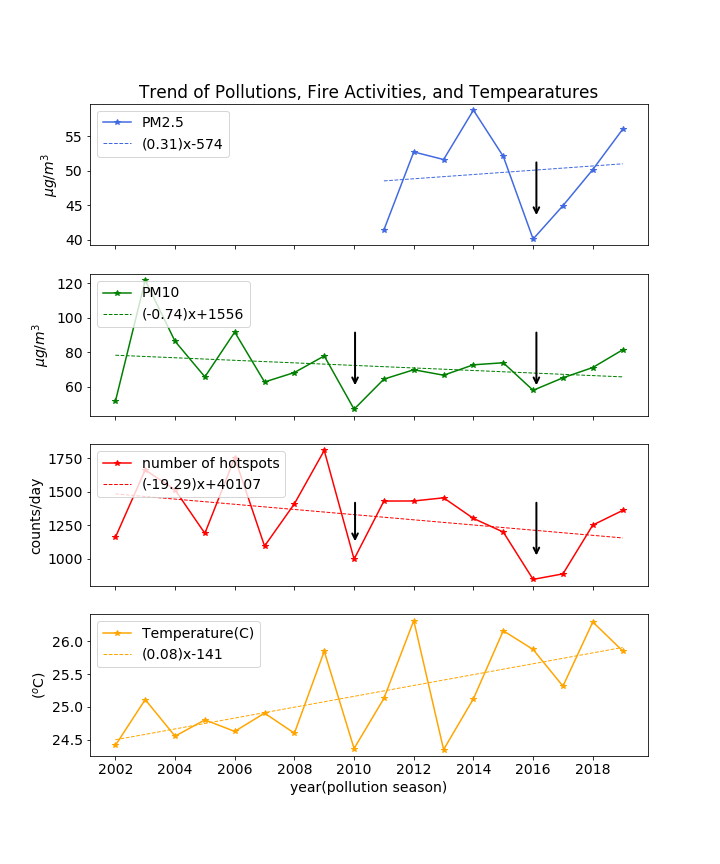 Trend of Pollutions, Fire Activities, and Tempearatures
PM2.5
(0.31)x-574
μg/m³
55
50
45
40
PM10
(-0.74)x+1556
μg/m³
120
100
80
60
number of hotspots
(-19.29)x+40107
counts/day
1750
1500
1250
1000
Temperature(C)
(0.08)x-141
(°C)
26.0
25.5
25.0
24.5
2002 2004 2006 2008 2010 2012 2014 2016 2018
year(pollution season)